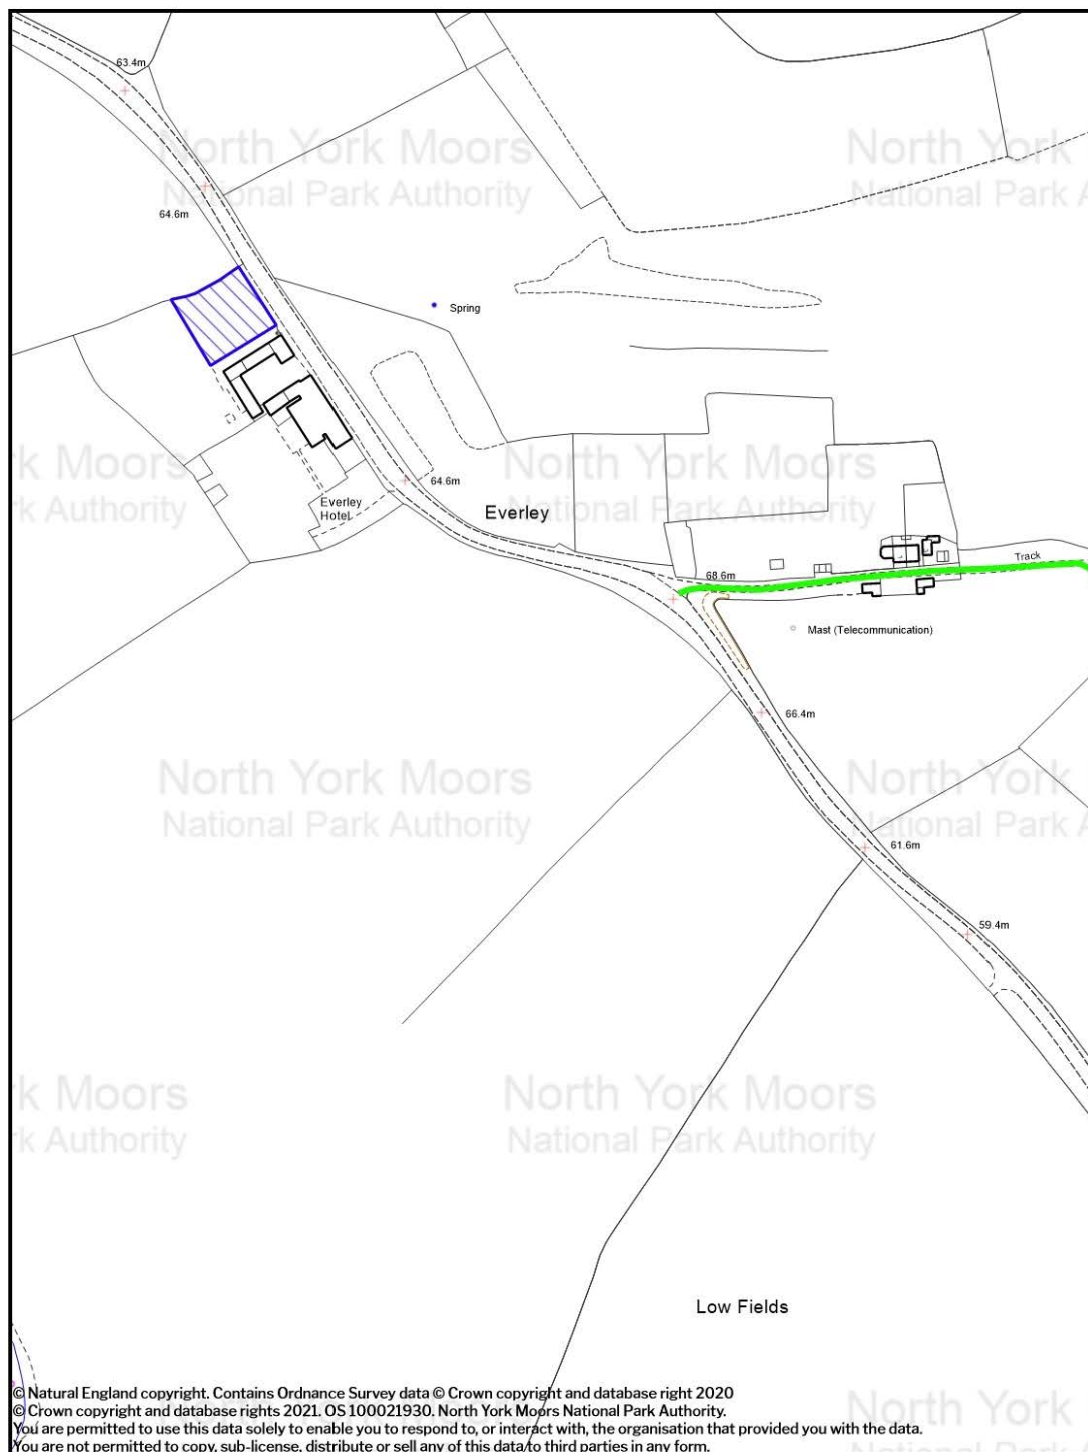 63.4m
North York Moors
National Park Authority
North York
National Park A
64.6m
Spring
k Moors
rk Authority
North York Moors
National Park Authority
64.6m
Everley
Hotel
Everley
Track
68.6m
Mast (Telecommunication)
66.4m
North York Moors
National Park Authority
North York
National Park A
61.6m
59.4m
k Moors
rk Authority
North York Moors
National Park Authority
Low Fields
© Natural England copyright. Contains Ordnance Survey data © Crown copyright and database right 2020
© Crown copyright and database rights 2021. OS 100021930. North York Moors National Park Authority.
You are permitted to use this data solely to enable you to respond to, or interact with, the organisation that provided you with the data.
You are not permitted to copy, sub-license, distribute or sell any of this data to third parties in any form.
North York Moors
North York